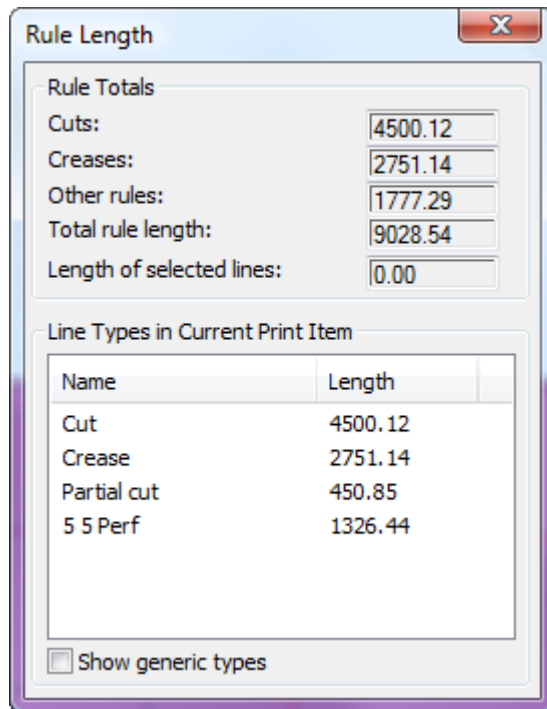 Rule Length
Rule Totals
Cuts: 4500.12
Creases: 2751.14
Other rules: 1777.29
Total rule length: 9028.54
Length of selected lines: 0.00
Line Types in Current Print Item
Name Length
Cut 4500.12
Crease 2751.14
Partial cut 450.85
5 5 Perf 1326.44
Show generic types